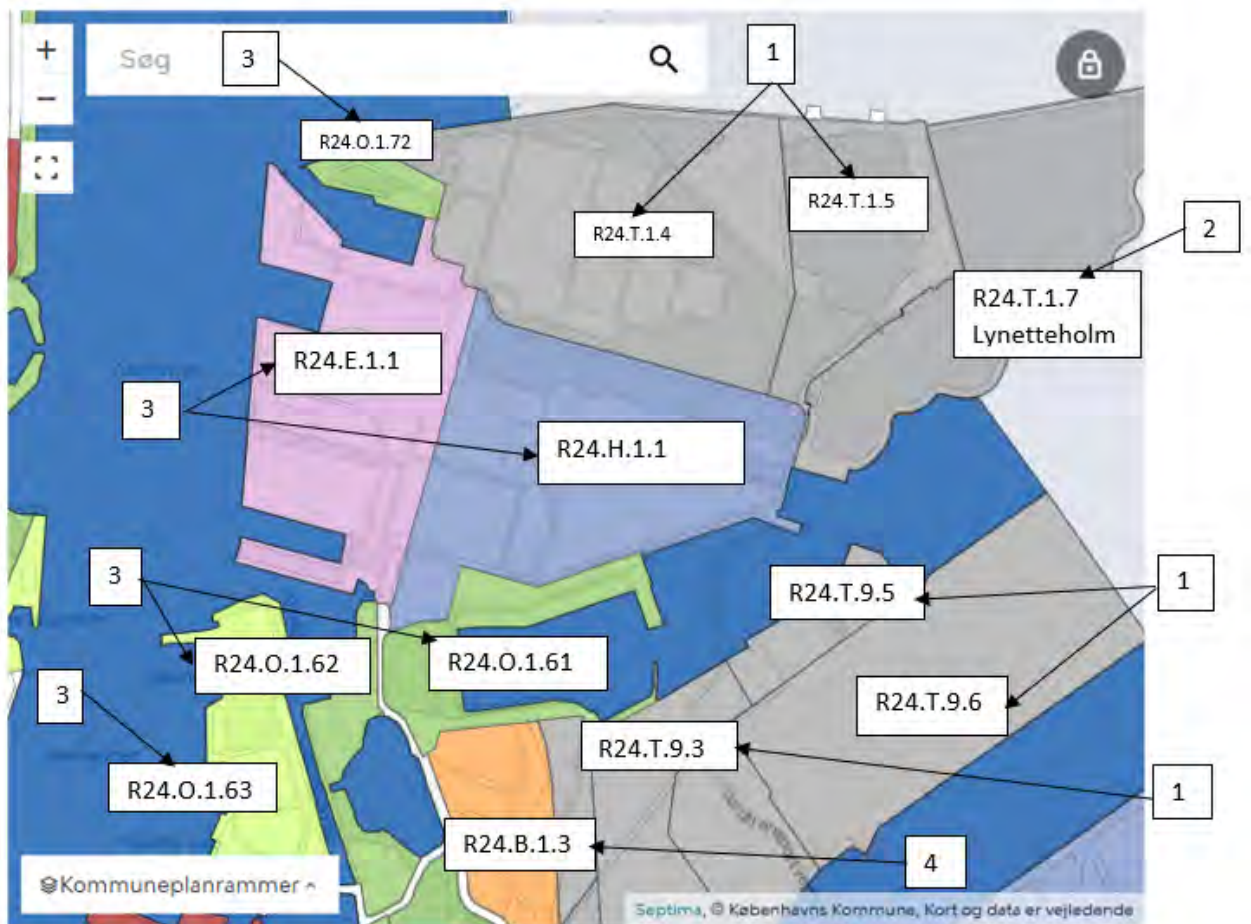 +
Søg
3
1
−
R24.O.1.72
R24.T.1.5
R24.T.1.4
2
R24.T.1.7
Lynetteholm
R24.E.1.1
3
R24.H.1.1
3
R24.T.9.5
1
R24.O.1.62
R24.O.1.61
3
R24.T.9.6
R24.T.9.3
R24.O.1.63
1
R24.B.1.3
4
Kommuneplanrammer
Septima, © Københavns Kommune, Kort og data er vejledende